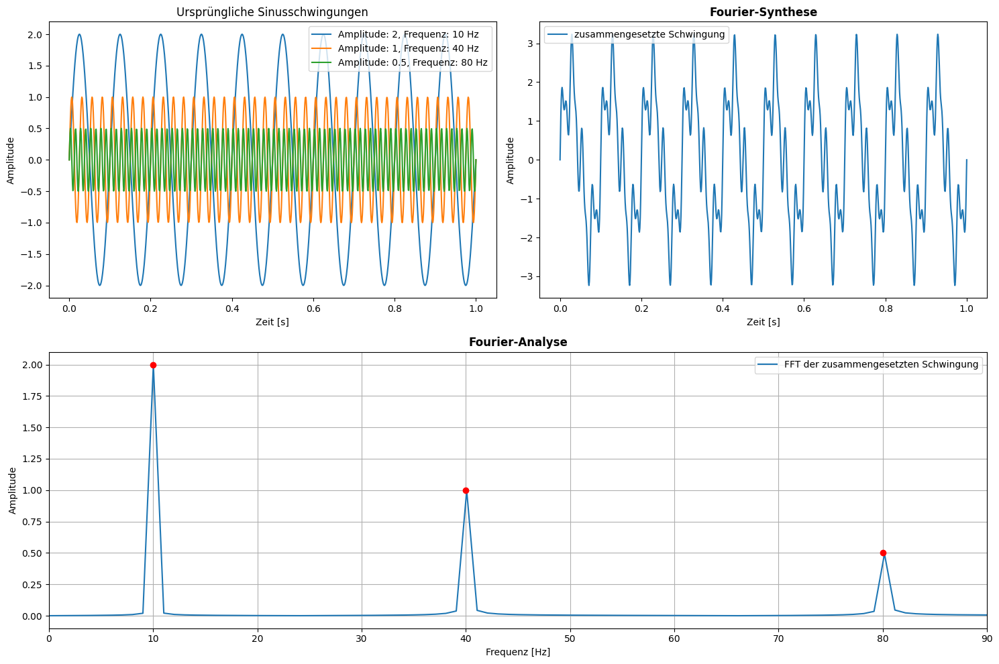 Ursprüngliche Sinusschwingungen
Amplitude: 2, Frequenz: 10 Hz
Amplitude: 1, Frequenz: 40 Hz
Amplitude: 0.5, Frequenz: 80 Hz
2.0
1.5
1.0
0.5
0.0
−0.5
−1.0
−1.5
−2.0
Amplitude
0.0 0.2 0.4 0.6 0.8 1.0
Zeit [s]
Fourier-Synthese
zusammengesetzte Schwingung
3
2
1
0
−1
−2
−3
Amplitude
0.0 0.2 0.4 0.6 0.8 1.0
Zeit [s]
Fourier-Analyse
FFT der zusammengesetzten Schwingung
2.00
1.75
1.50
1.25
1.00
0.75
0.50
0.25
0.00
Amplitude
0 10 20 30 40 50 60 70 80 90
Frequenz [Hz]